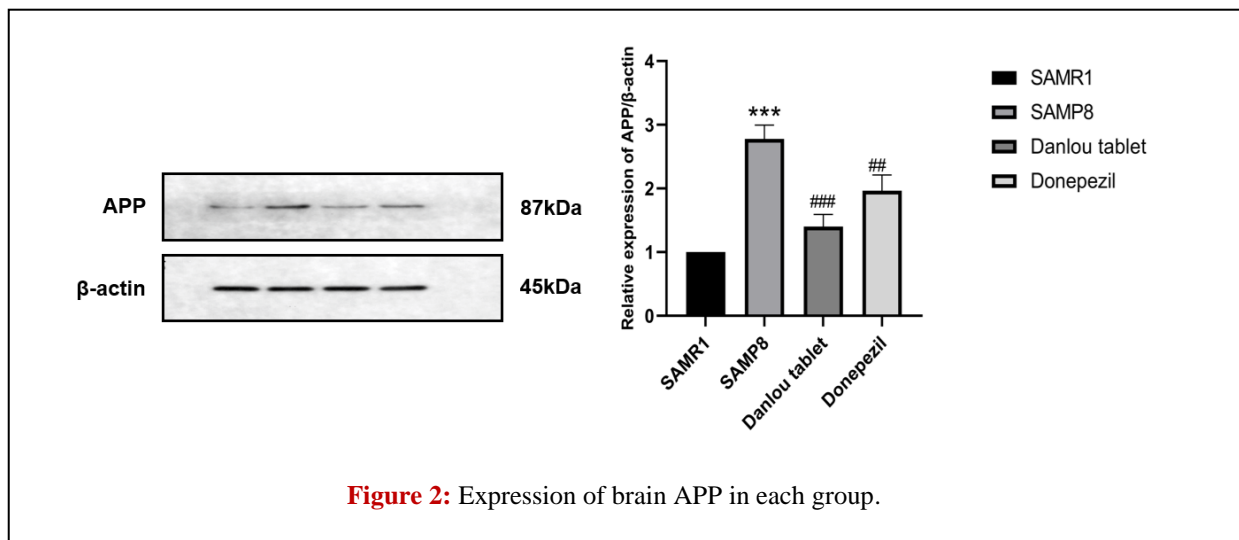 APP
87kDa
β-actin
45kDa
Relative expression of APP/β-actin
4
3
2
1
0
***
###
##
SAMR1
SAMP8
Danlou tablet
Donepezil
SAMR1
SAMP8
Danlou tablet
Donepezil
Figure 2: Expression of brain APP in each group.